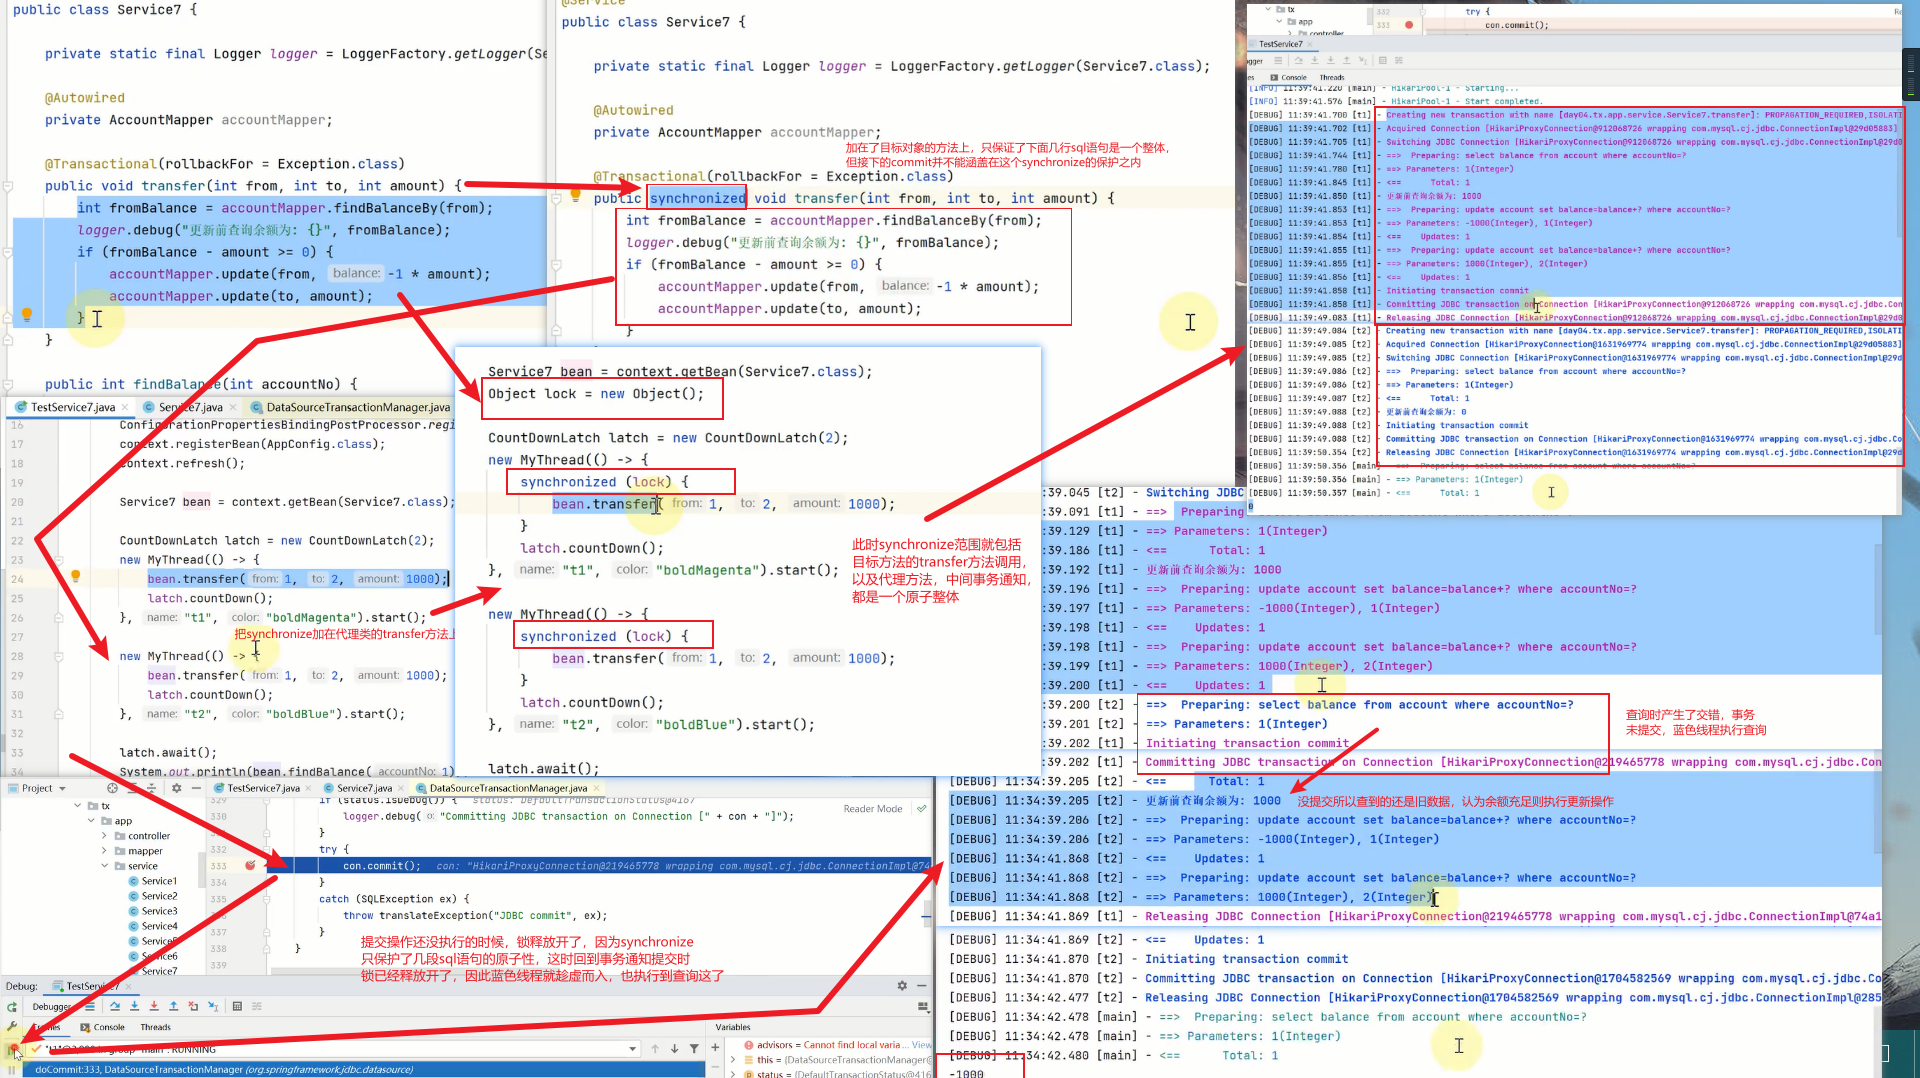 public class Service7 {
private static final Logger logger = LoggerFactory.getLogger(Se
@Autowired
private AccountMapper accountMapper;
@Transactional(rollbackFor = Exception.class)
public void transfer(int from, int to, int amount) {
int fromBalance = accountMapper.findBalanceBy(from);
logger.debug("更新前查询余额为: {}", fromBalance);
if (fromBalance - amount >= 0) {
accountMapper.update(from, balance: -1 * amount);
accountMapper.update(to, amount);
}
}
public int findBalance(int accountNo) {
@Service
public class Service7 {
private static final Logger logger = LoggerFactory.getLogger(Service7.class);
@Autowired
private AccountMapper accountMapper;
加在了目标对象的方法上，只保证了下面几行sql语句是一个整体，
但接下的commit并不能涵盖在这个synchronize的保护之内
@Transactional(rollbackFor = Exception.class)
public synchronized void transfer(int from, int to, int amount) {
int fromBalance = accountMapper.findBalanceBy(from);
logger.debug("更新前查询余额为: {}", fromBalance);
if (fromBalance - amount >= 0) {
accountMapper.update(from, balance: -1 * amount);
accountMapper.update(to, amount);
}
tx
app
controller
332 try {
333 con.commit();
TestService7
Console Threads
[INFO] 11:39:41.220 [main] - HikariPool-1 - Starting...
[INFO] 11:39:41.576 [main] - HikariPool-1 - Start completed.
[DEBUG] 11:39:41.700 [t1] - Creating new transaction with name [day04.tx.app.service.Service7.transfer]: PROPAGATION_REQUIRED,ISOLATI
[DEBUG] 11:39:41.702 [t1] - Acquired Connection [HikariProxyConnection@912068726 wrapping com.mysql.cj.jdbc.ConnectionImpl@29d05883]
[DEBUG] 11:39:41.705 [t1] - Switching JDBC Connection [HikariProxyConnection@912068726 wrapping com.mysql.cj.jdbc.ConnectionImpl@29d0
[DEBUG] 11:39:41.744 [t1] - ==> Preparing: select balance from account where accountNo=?
[DEBUG] 11:39:41.780 [t1] - ==> Parameters: 1(Integer)
[DEBUG] 11:39:41.845 [t1] - <== Total: 1
[DEBUG] 11:39:41.850 [t1] - 更新前查询余额为: 1000
[DEBUG] 11:39:41.853 [t1] - ==> Preparing: update account set balance=balance+? where accountNo=?
[DEBUG] 11:39:41.853 [t1] - ==> Parameters: -1000(Integer), 1(Integer)
[DEBUG] 11:39:41.854 [t1] - <== Updates: 1
[DEBUG] 11:39:41.855 [t1] - ==> Preparing: update account set balance=balance+? where accountNo=?
[DEBUG] 11:39:41.855 [t1] - ==> Parameters: 1000(Integer), 2(Integer)
[DEBUG] 11:39:41.856 [t1] - <== Updates: 1
[DEBUG] 11:39:41.858 [t1] - Initiating transaction commit
[DEBUG] 11:39:41.858 [t1] - Committing JDBC transaction on Connection [HikariProxyConnection@912068726 wrapping com.mysql.cj.jdbc.Con
[DEBUG] 11:39:49.083 [t1] - Releasing JDBC Connection [HikariProxyConnection@912068726 wrapping com.mysql.cj.jdbc.ConnectionImpl@29d0
[DEBUG] 11:39:49.084 [t2] - Creating new transaction with name [day04.tx.app.service.Service7.transfer]: PROPAGATION_REQUIRED,ISOLATI
[DEBUG] 11:39:49.085 [t2] - Acquired Connection [HikariProxyConnection@1631969774 wrapping com.mysql.cj.jdbc.ConnectionImpl@29d05883]
[DEBUG] 11:39:49.085 [t2] - Switching JDBC Connection [HikariProxyConnection@1631969774 wrapping com.mysql.cj.jdbc.ConnectionImpl@29d
[DEBUG] 11:39:49.086 [t2] - ==> Preparing: select balance from account where accountNo=?
[DEBUG] 11:39:49.086 [t2] - ==> Parameters: 1(Integer)
[DEBUG] 11:39:49.087 [t2] - <== Total: 1
[DEBUG] 11:39:49.088 [t2] - 更新前查询余额为: 0
[DEBUG] 11:39:49.088 [t2] - Initiating transaction commit
[DEBUG] 11:39:49.088 [t2] - Committing JDBC transaction on Connection [HikariProxyConnection@1631969774 wrapping com.mysql.cj.jdbc.Co
[DEBUG] 11:39:50.354 [t2] - Releasing JDBC Connection [HikariProxyConnection@1631969774 wrapping com.mysql.cj.jdbc.ConnectionImpl@29d
[DEBUG] 11:39:50.356 [main] - ==> Preparing: select balance from account where accountNo=?
[DEBUG] 11:39:50.356 [main] - ==> Parameters: 1(Integer)
[DEBUG] 11:39:50.357 [main] - <== Total: 1
0
TestService7.java Service7.java DataSourceTransactionManager.java
16 ConfigurationPropertiesBindingPostProcessor.regi
17 context.registerBean(AppConfig.class);
18 context.refresh();
19
20 Service7 bean = context.getBean(Service7.class);
21
22 CountDownLatch latch = new CountDownLatch(2);
23 new MyThread(() -> {
24 bean.transfer( from: 1, to: 2, amount: 1000);
25 latch.countDown();
26 }, name: "t1", color: "boldMagenta").start();
27 把synchronize加在代理类的transfer方法上
28 new MyThread(() -> {
29 bean.transfer( from: 1, to: 2, amount: 1000);
30 latch.countDown();
31 }, name: "t2", color: "boldBlue").start();
32
33 latch.await();
34 System.out.println(bean.findBalance( accountNo: 1)
Service7 bean = context.getBean(Service7.class);
Object lock = new Object();
CountDownLatch latch = new CountDownLatch(2);
new MyThread(() -> {
synchronized (lock) {
bean.transfer( from: 1, to: 2, amount: 1000);
}
latch.countDown();
}, name: "t1", color: "boldMagenta").start();
new MyThread(() -> {
synchronized (lock) {
bean.transfer( from: 1, to: 2, amount: 1000);
}
latch.countDown();
}, name: "t2", color: "boldBlue").start();
latch.await();
此时synchronize范围就包括
目标方法的transfer方法调用，
以及代理方法，中间事务通知，
都是一个原子整体
:39.045 [t2] - Switching JDBC
:39.091 [t1] - ==> Preparing
:39.129 [t1] - ==> Parameters: 1(Integer)
:39.186 [t1] - <== Total: 1
:39.192 [t1] - 更新前查询余额为: 1000
:39.196 [t1] - ==> Preparing: update account set balance=balance+? where accountNo=?
:39.197 [t1] - ==> Parameters: -1000(Integer), 1(Integer)
:39.198 [t1] - <== Updates: 1
:39.198 [t1] - ==> Preparing: update account set balance=balance+? where accountNo=?
:39.199 [t1] - ==> Parameters: 1000(Integer), 2(Integer)
:39.200 [t1] - <== Updates: 1
:39.200 [t2] - ==> Preparing: select balance from account where accountNo=?
:39.201 [t2] - ==> Parameters: 1(Integer)
:39.202 [t1] - Initiating transaction commit
:39.202 [t1] - Committing JDBC transaction on Connection [HikariProxyConnection@219465778 wrapping com.mysql.cj.jdbc.Con
查询时产生了交错，事务
未提交，蓝色线程执行查询
[DEBUG] 11:34:39.205 [t2] - <== Total: 1
[DEBUG] 11:34:39.205 [t2] - 更新前查询余额为: 1000 没提交所以查到的还是旧数据，认为余额充足则执行更新操作
[DEBUG] 11:34:39.206 [t2] - ==> Preparing: update account set balance=balance+? where accountNo=?
[DEBUG] 11:34:39.206 [t2] - ==> Parameters: -1000(Integer), 1(Integer)
[DEBUG] 11:34:41.868 [t2] - <== Updates: 1
[DEBUG] 11:34:41.868 [t2] - ==> Preparing: update account set balance=balance+? where accountNo=?
[DEBUG] 11:34:41.868 [t2] - ==> Parameters: 1000(Integer), 2(Integer)
[DEBUG] 11:34:41.869 [t1] - Releasing JDBC Connection [HikariProxyConnection@219465778 wrapping com.mysql.cj.jdbc.ConnectionImpl@74a1
[DEBUG] 11:34:41.869 [t2] - <== Updates: 1
[DEBUG] 11:34:41.870 [t2] - Initiating transaction commit
[DEBUG] 11:34:41.870 [t2] - Committing JDBC transaction on Connection [HikariProxyConnection@1704582569 wrapping com.mysql.cj.jdbc.Co
[DEBUG] 11:34:42.477 [t2] - Releasing JDBC Connection [HikariProxyConnection@1704582569 wrapping com.mysql.cj.jdbc.ConnectionImpl@285
[DEBUG] 11:34:42.478 [main] - ==> Preparing: select balance from account where accountNo=?
[DEBUG] 11:34:42.478 [main] - ==> Parameters: 1(Integer)
[DEBUG] 11:34:42.480 [main] - <== Total: 1
-1000
Project
tx
app
controller
mapper
service
Service1
Service2
Service3
Service4
Service5
Service6
Service7
TestService7.java Service7.java DataSourceTransactionManager.java
Reader Mode
329 if (status.isDebug()) { status: DefaultTransactionStatus@4167
330 logger.debug( o: "Committing JDBC transaction on Connection [" + con + "]");
}
332 try {
333 con.commit(); con: "HikariProxyConnection@219465778 wrapping com.mysql.cj.jdbc.ConnectionImpl@74
334 }
catch (SQLException ex) {
throw translateException("JDBC commit", ex);
337 }
338 }
339
提交操作还没执行的时候，锁释放开了，因为synchronize
只保护了几段sql语句的原子性，这时回到事务通知提交时
锁已经释放开了，因此蓝色线程就趁虚而入，也执行到查询这了
Debug: TestService7
Debugger
Frames Console Threads
Variables
RUNNING
doCommit:333, DataSourceTransactionManager (org.springframework.jdbc.datasource)
advisors = Cannot find local varia... View
this = {DataSourceTransactionManager@
status = {DefaultTransactionStatus@416